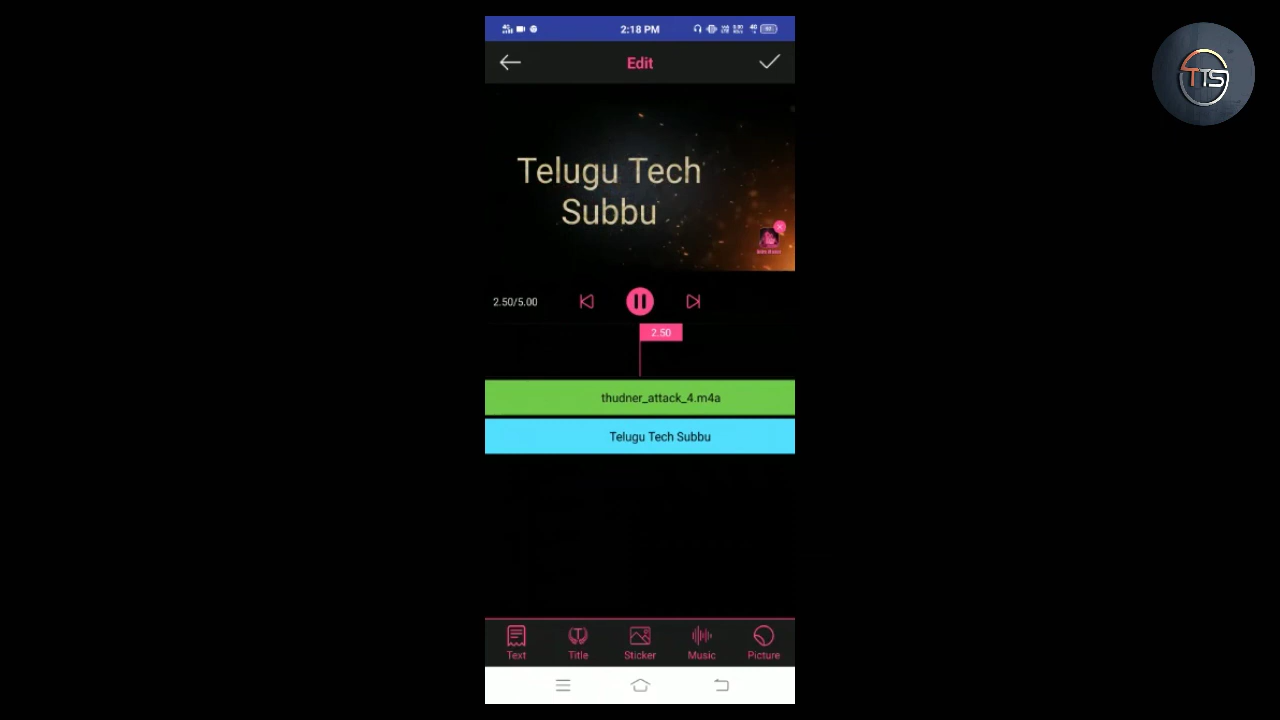 2:18 PM
Edit
TTS
Telugu Tech
Subbu
2.50/5.00
2.50
thudner_attack_4.m4a
Telugu Tech Subbu
Text
Title
Sticker
Music
Picture